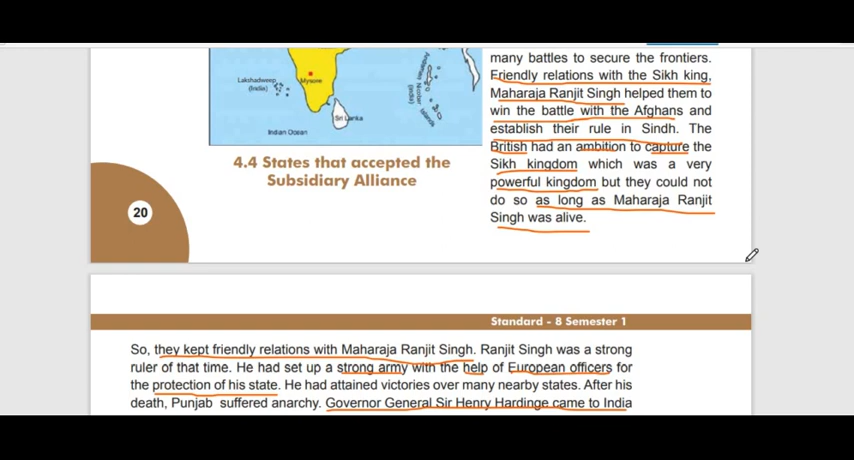 many battles to secure the frontiers.
Friendly relations with the Sikh king,
Maharaja Ranjit Singh helped them to
win the battle with the Afghans and
establish their rule in Sindh. The
British had an ambition to capture the
Sikh kingdom which was a very
powerful kingdom but they could not
do so as long as Maharaja Ranjit
Singh was alive.
Lakshadweep
(India)
Mysore
Andaman Nicobar
Islands
(India)
Sri Lanka
Indian Ocean
4.4 States that accepted the
Subsidiary Alliance
20
Standard - 8 Semester 1
So, they kept friendly relations with Maharaja Ranjit Singh. Ranjit Singh was a strong
ruler of that time. He had set up a strong army with the help of European officers for
the protection of his state. He had attained victories over many nearby states. After his
death, Punjab suffered anarchy. Governor General Sir Henry Hardinge came to India